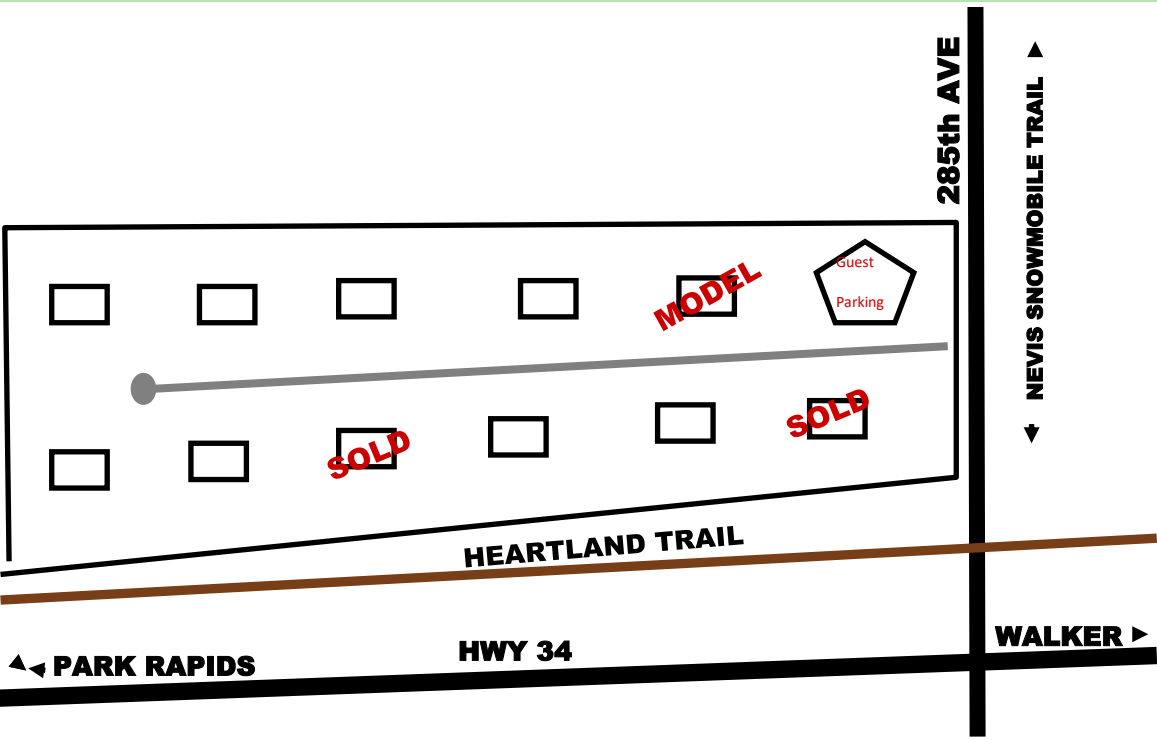 285th AVE
NEVIS SNOWMOBILE TRAIL
Guest
Parking
MODEL
SOLD
SOLD
HEARTLAND TRAIL
HWY 34
WALKER
PARK RAPIDS